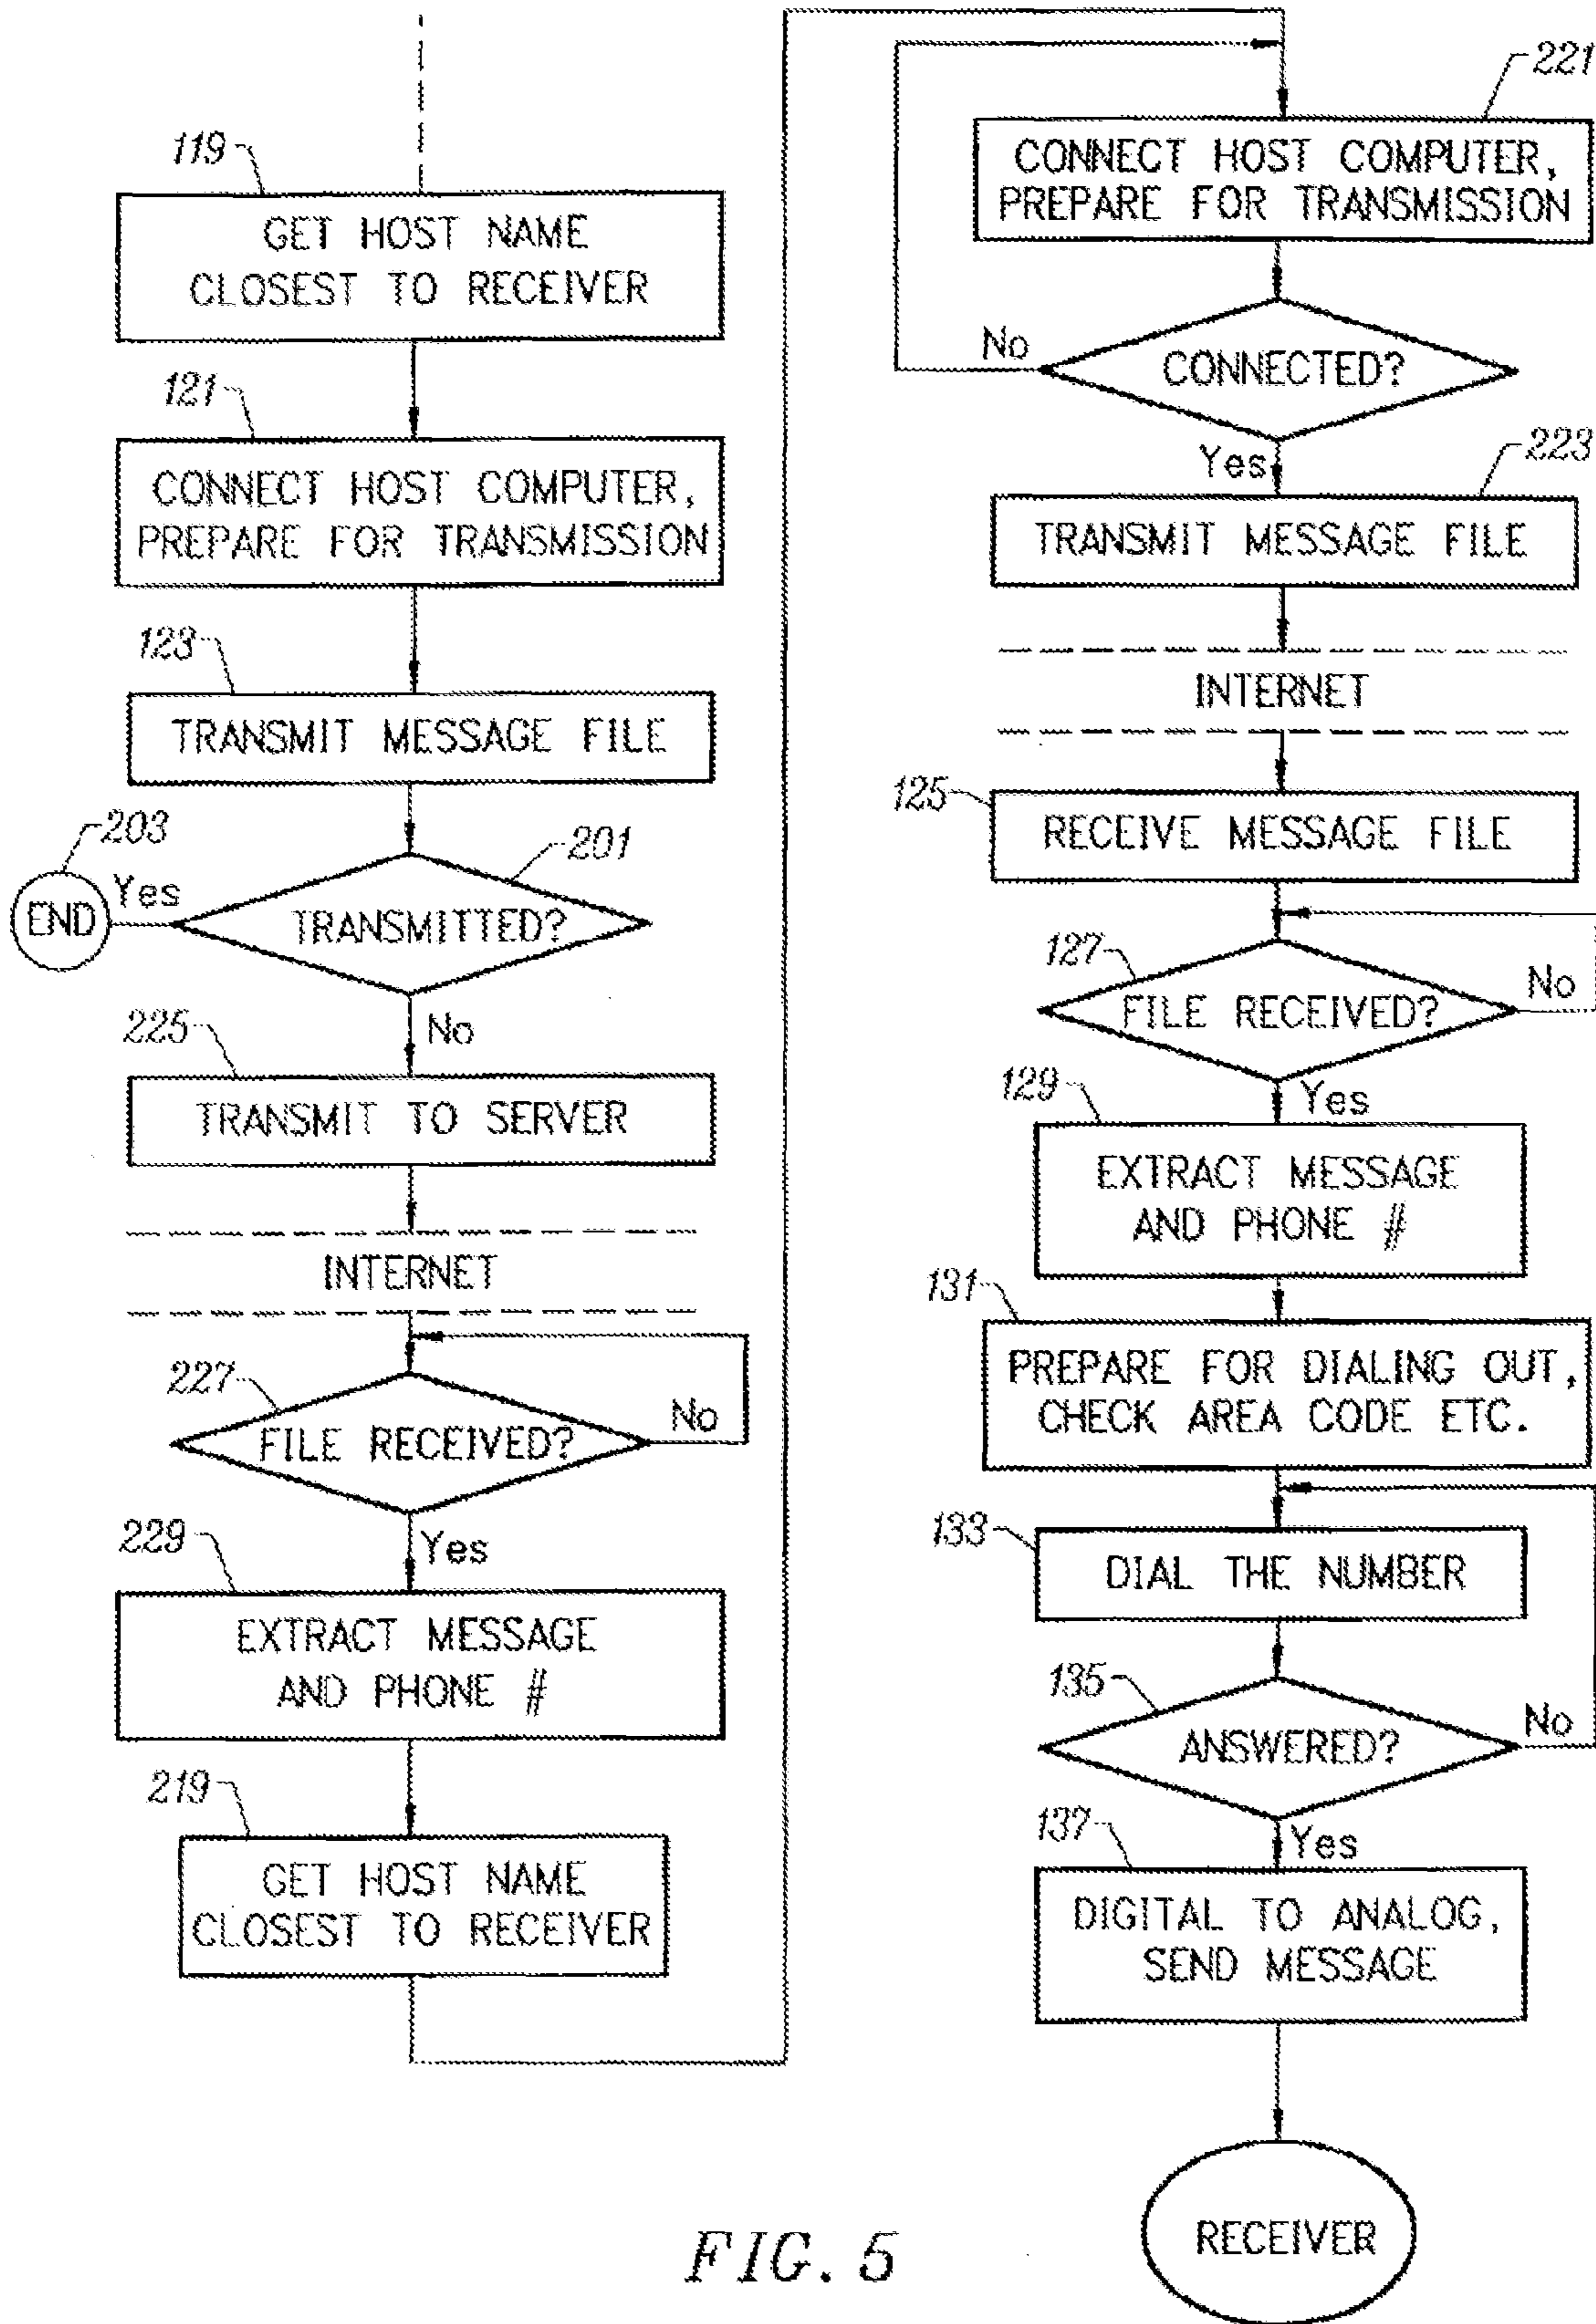 119
GET HOST NAME
CLOSEST TO RECEIVER
121
CONNECT HOST COMPUTER,
PREPARE FOR TRANSMISSION
123
TRANSMIT MESSAGE FILE
203
END
Yes
201
TRANSMITTED?
No
225
TRANSMIT TO SERVER
INTERNET
227
FILE RECEIVED?
No
Yes
229
EXTRACT MESSAGE
AND PHONE #
219
GET HOST NAME
CLOSEST TO RECEIVER
221
CONNECT HOST COMPUTER,
PREPARE FOR TRANSMISSION
No
CONNECTED?
Yes
223
TRANSMIT MESSAGE FILE
INTERNET
125
RECEIVE MESSAGE FILE
127
FILE RECEIVED?
No
Yes
129
EXTRACT MESSAGE
AND PHONE #
131
PREPARE FOR DIALING OUT,
CHECK AREA CODE ETC.
133
DIAL THE NUMBER
135
ANSWERED?
No
Yes
137
DIGITAL TO ANALOG,
SEND MESSAGE
RECEIVER
FIG. 5